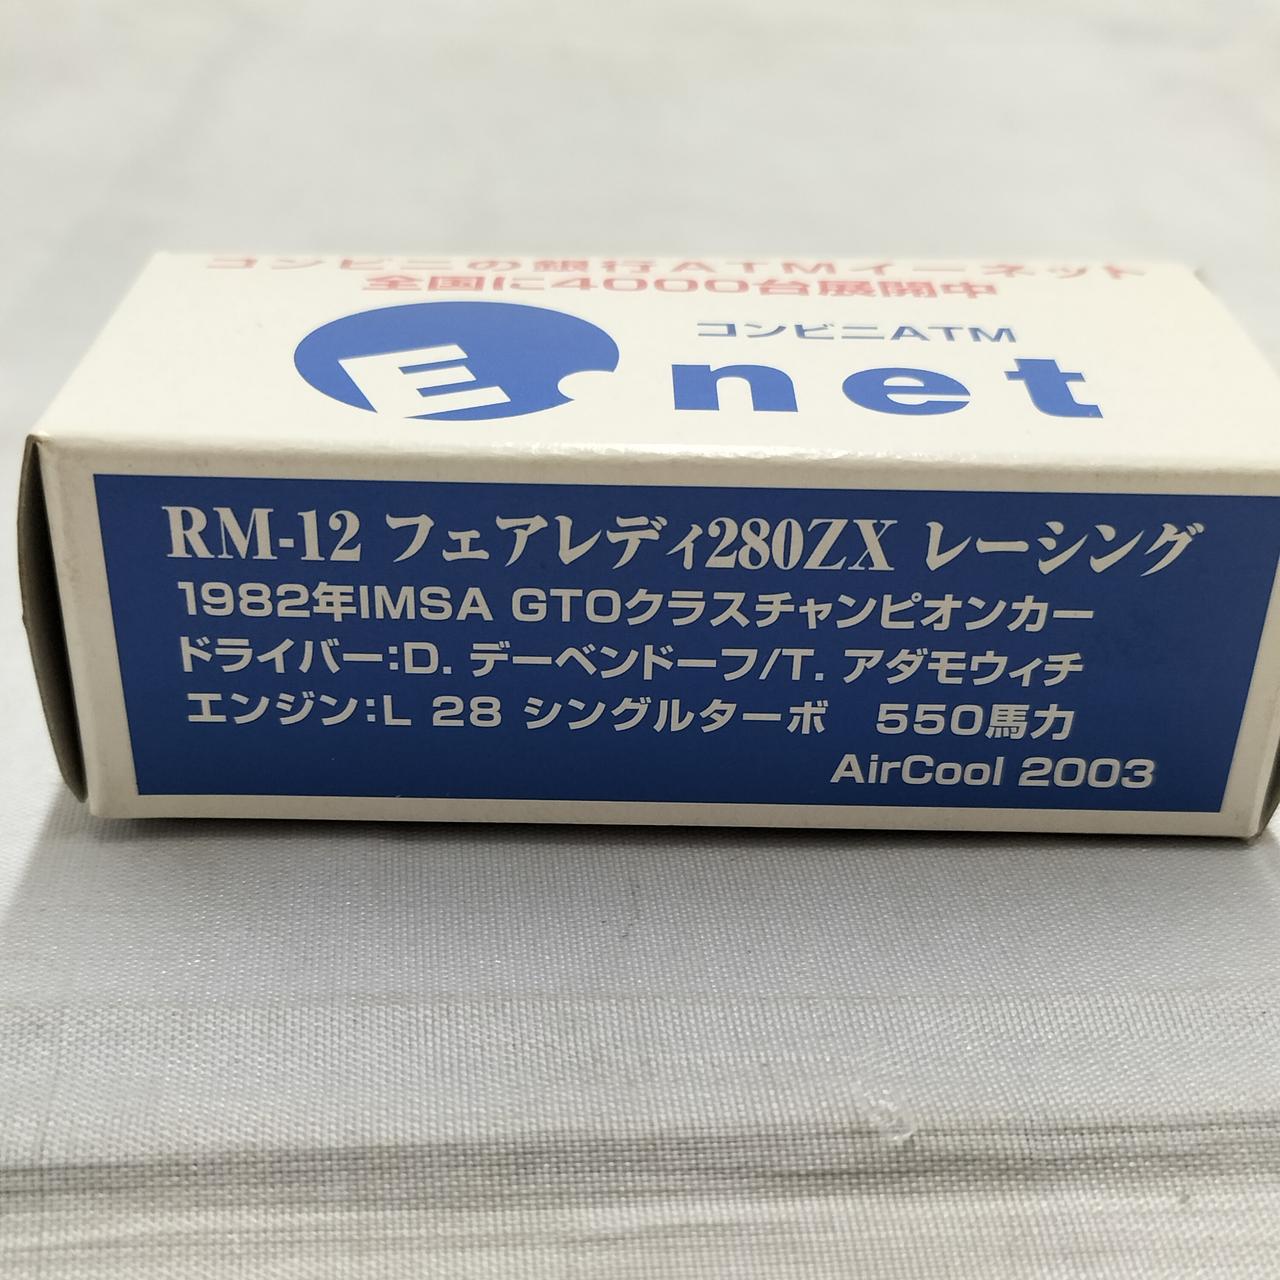 コンビニの銀行ATMイーネット
全国に4000台展開中
コンビニATM
E net
RM-12 フェアレディ280ZX レーシング
1982年IMSA GTOクラスチャンピオンカー
ドライバー:D. デーベンドーフ/T. アダモウィチ
エンジン:L 28 シングルターボ　550馬力
AirCool 2003